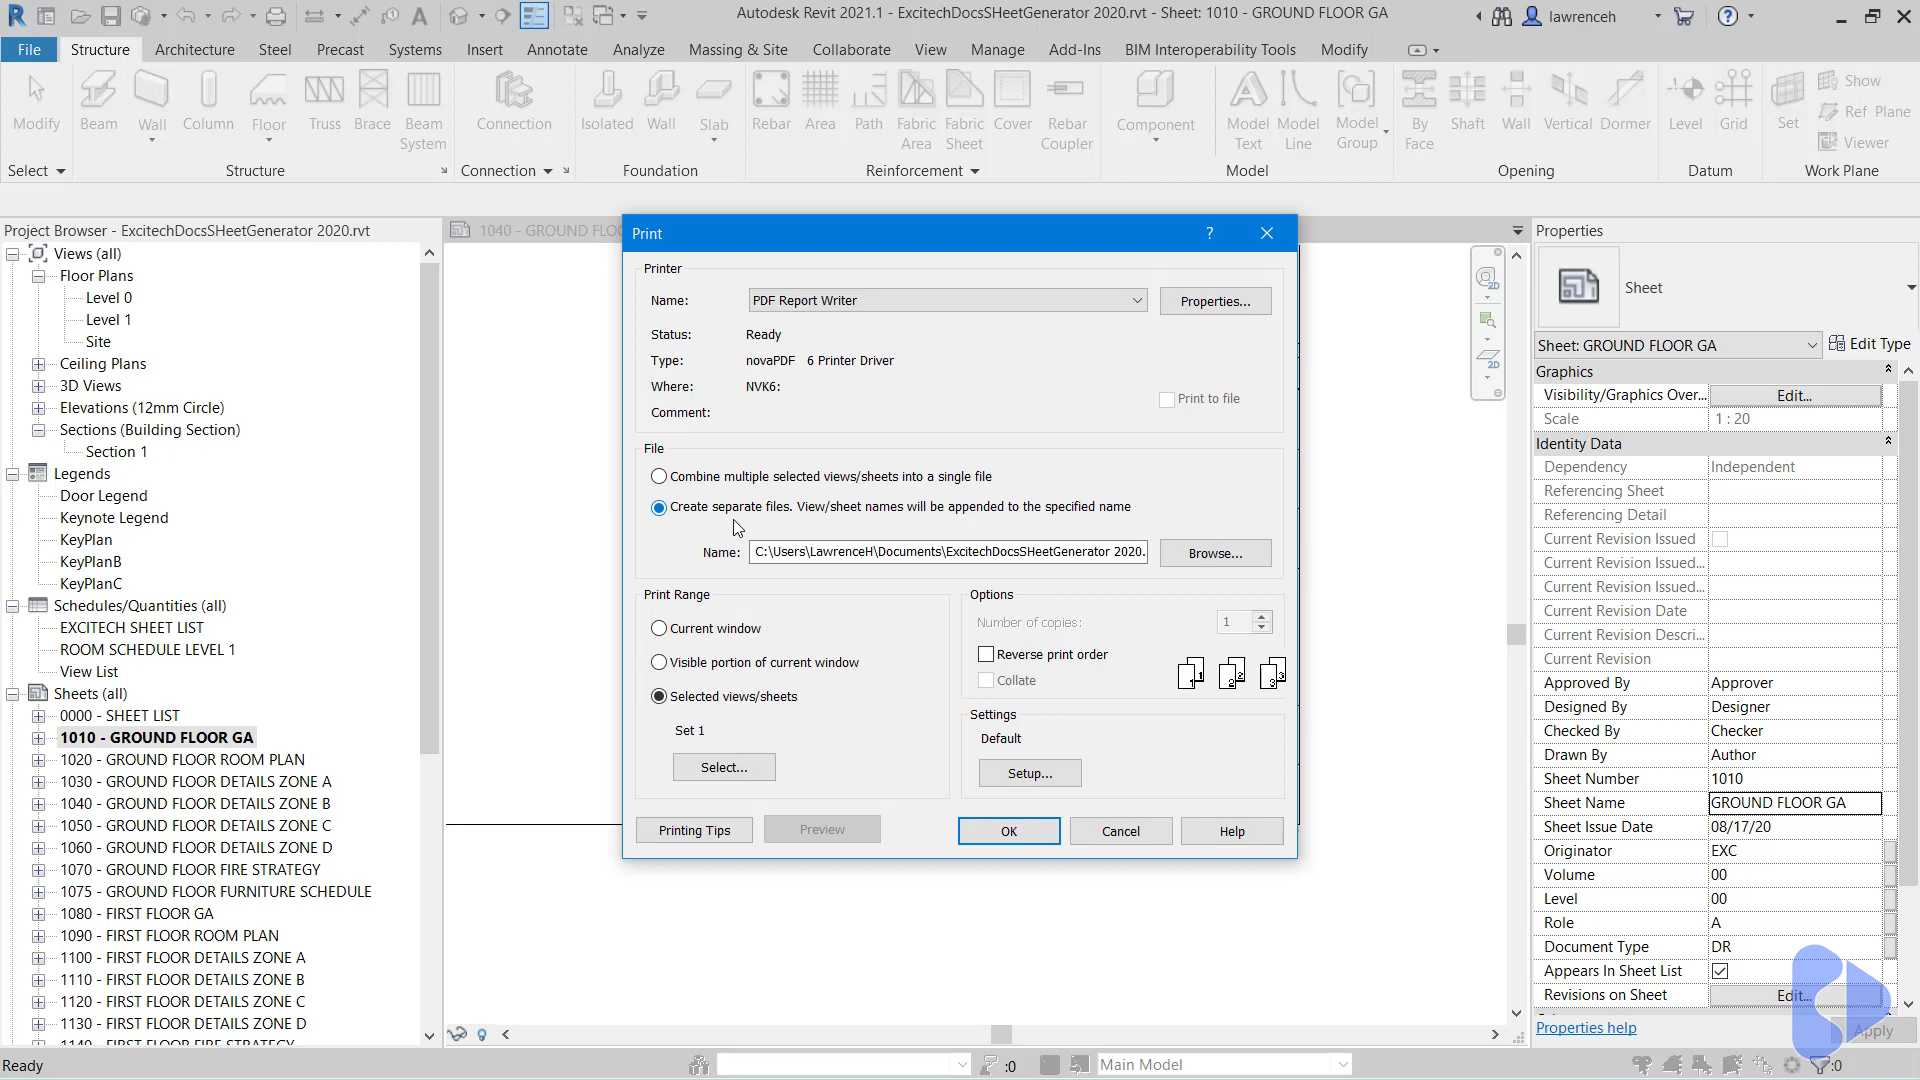 Autodesk Revit 2021.1 - ExcitechDocsSHeetGenerator 2020.rvt - Sheet: 1010 - GROUND FLOOR GA
lawrenceh
File Structure Architecture Steel Precast Systems Insert Annotate Analyze Massing & Site Collaborate View Manage Add-Ins BIM Interoperability Tools Modify
Modify Beam Wall Column Floor Truss Brace Beam System Connection Isolated Wall Slab Rebar Area Path Fabric Area Fabric Sheet Cover Rebar Coupler Component Model Text Model Line Model Group By Face Shaft Wall Vertical Dormer Level Grid Set Show
Ref Plane
Viewer
Select Structure Connection Foundation Reinforcement Model Opening Datum Work Plane
Project Browser - ExcitechDocsSHeetGenerator 2020.rvt
Views (all)
Floor Plans
Level 0
Level 1
Site
Ceiling Plans
3D Views
Elevations (12mm Circle)
Sections (Building Section)
Section 1
Legends
Door Legend
Keynote Legend
KeyPlan
KeyPlanB
KeyPlanC
Schedules/Quantities (all)
EXCITECH SHEET LIST
ROOM SCHEDULE LEVEL 1
View List
Sheets (all)
0000 - SHEET LIST
1010 - GROUND FLOOR GA
1020 - GROUND FLOOR ROOM PLAN
1030 - GROUND FLOOR DETAILS ZONE A
1040 - GROUND FLOOR DETAILS ZONE B
1050 - GROUND FLOOR DETAILS ZONE C
1060 - GROUND FLOOR DETAILS ZONE D
1070 - GROUND FLOOR FIRE STRATEGY
1075 - GROUND FLOOR FURNITURE SCHEDULE
1080 - FIRST FLOOR GA
1090 - FIRST FLOOR ROOM PLAN
1100 - FIRST FLOOR DETAILS ZONE A
1110 - FIRST FLOOR DETAILS ZONE B
1120 - FIRST FLOOR DETAILS ZONE C
1130 - FIRST FLOOR DETAILS ZONE D
1140 - FIRST FLOOR FIRE STRATEGY
1040 - GROUND FLOO
Print
?
Printer
Name: PDF Report Writer Properties...
Status: Ready
Type: novaPDF 6 Printer Driver
Where: NVK6:
Comment:
Print to file
File
Combine multiple selected views/sheets into a single file
Create separate files. View/sheet names will be appended to the specified name
Name: C:\Users\LawrenceH\Documents\ExcitechDocsSHeetGenerator 2020. Browse...
Print Range
Current window
Visible portion of current window
Selected views/sheets
Set 1
Select...
Options
Number of copies: 1
Reverse print order
Collate
1 1 2 2 3 3
Settings
Default
Setup...
Printing Tips Preview OK Cancel Help
2D
2D
Properties
Sheet
Sheet: GROUND FLOOR GA Edit Type
Graphics
Visibility/Graphics Over... Edit...
Scale 1 : 20
Identity Data
Dependency Independent
Referencing Sheet
Referencing Detail
Current Revision Issued
Current Revision Issued...
Current Revision Issued...
Current Revision Date
Current Revision Descri...
Current Revision
Approved By Approver
Designed By Designer
Checked By Checker
Drawn By Author
Sheet Number 1010
Sheet Name GROUND FLOOR GA
Sheet Issue Date 08/17/20
Originator EXC
Volume 00
Level 00
Role A
Document Type DR
Appears In Sheet List
Revisions on Sheet Edit...
Properties help Apply
Ready :0 Main Model :0